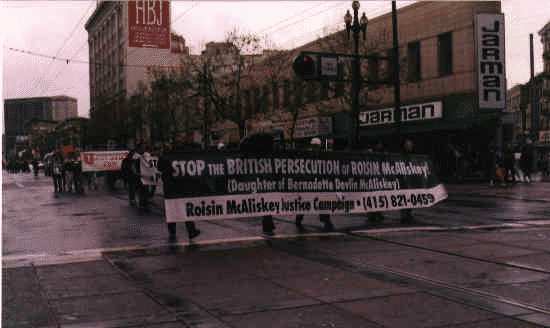 HBJ
Jarman
JARMAN
STOP THE BRITISH PERSECUTION OF ROISIN McALISKEY!
(Daughter of Bernadette Devlin McAliskey)
Roisin McAliskey Justice Campaign • (415) 821-0459